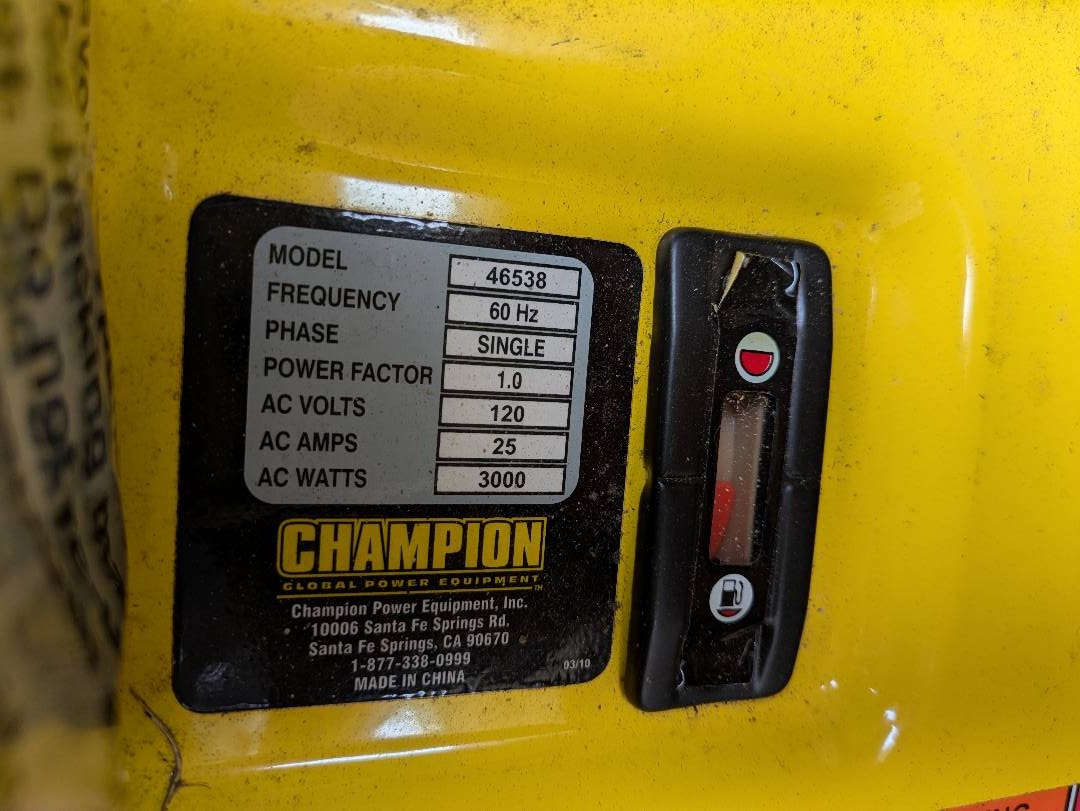 MODEL 46538
FREQUENCY 60 Hz
PHASE SINGLE
POWER FACTOR 1.0
AC VOLTS 120
AC AMPS 25
AC WATTS 3000
CHAMPION
GLOBAL POWER EQUIPMENT™
Champion Power Equipment, Inc.
10006 Santa Fe Springs Rd.
Santa Fe Springs, CA 90670
1-877-338-0999
MADE IN CHINA
03/10